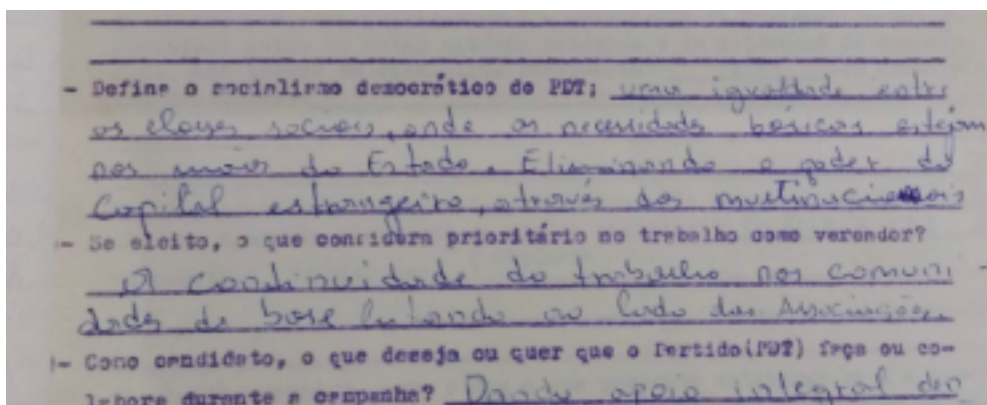 - Define o socialismo democrático do PDT; uma igualdade entre
as classes sociais, onde as necessidades básicas estejam
nas mãos do Estado. Eliminando o poder do
Capital estrangeiro, através das multinacionais
- Se eleito, o que considera prioritário no trabalho como vereador?
A continuidade do trabalho nas comuni
dades de base lutando ao lado das Associações.
- Como candidato, o que deseja ou quer que o Partido(PDT) faça ou co-
labore durante a campanha? Dando apoio integral